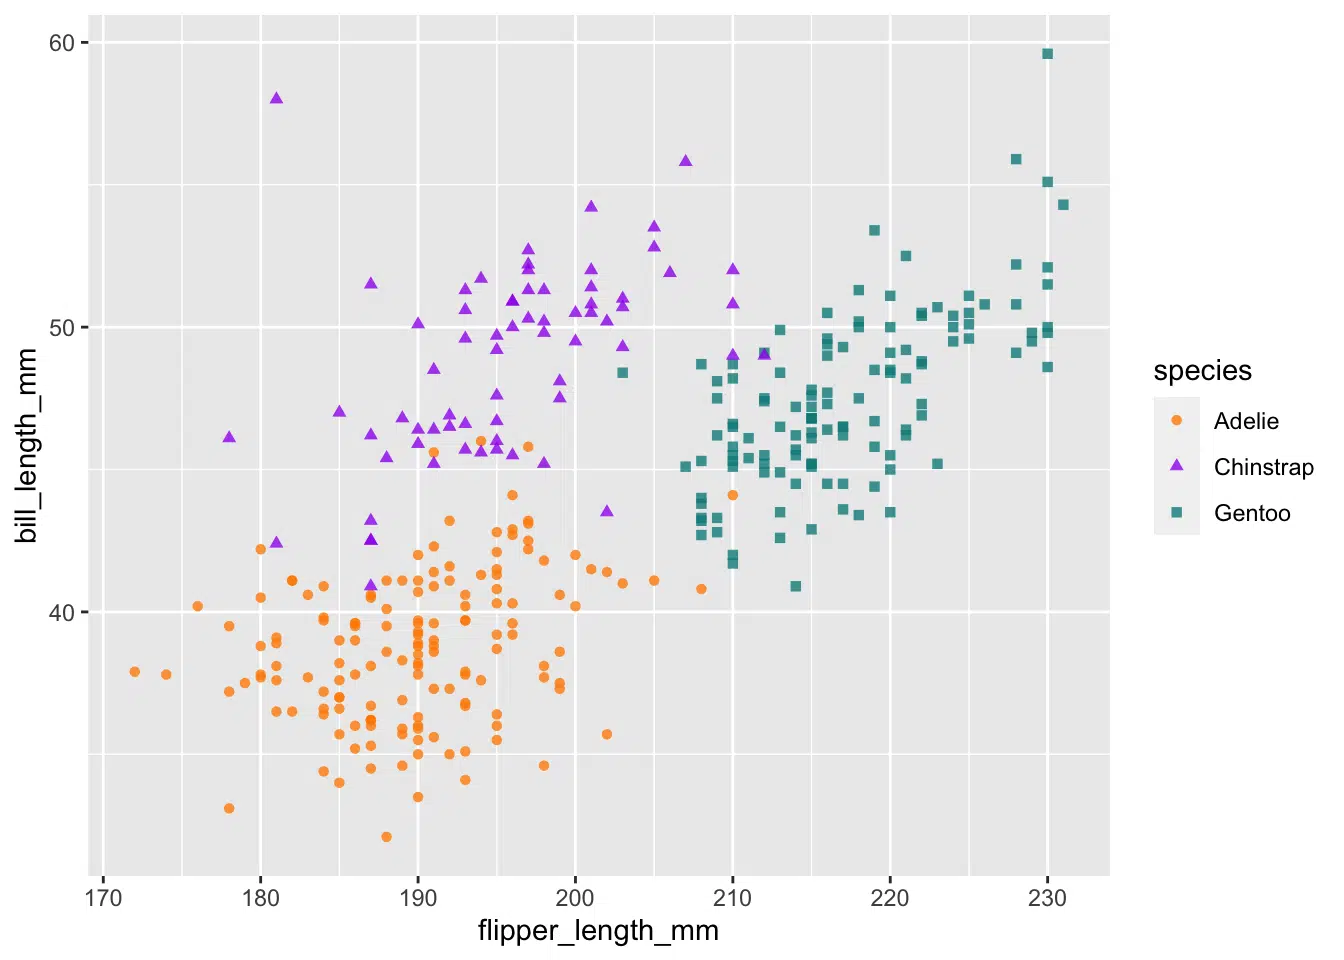 60
50
40
bill_length_mm
170 180 190 200 210 220 230
flipper_length_mm
species
Adelie
Chinstrap
Gentoo